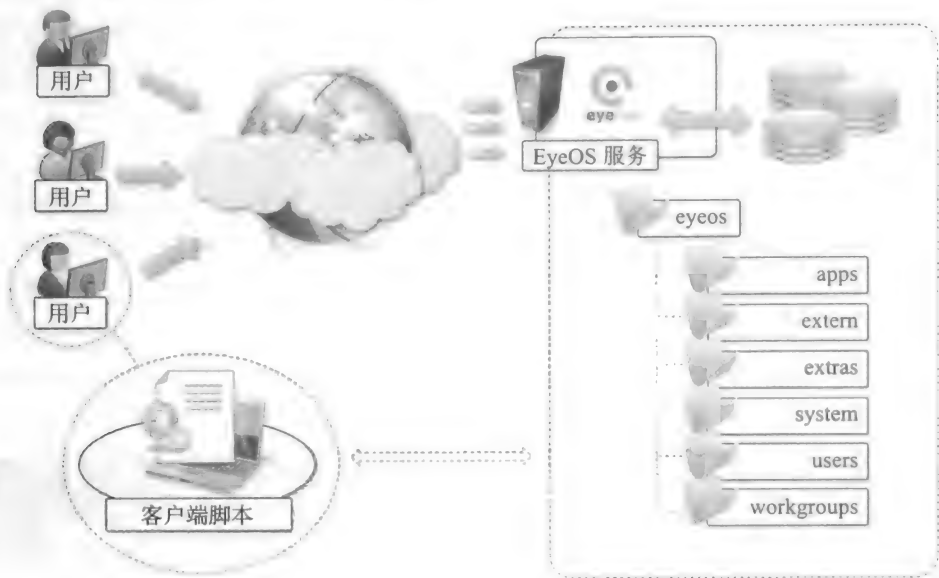 用户
用户
用户
客户端脚本
eye
EyeOS 服务
eyeos
apps
extern
extras
system
users
workgroups